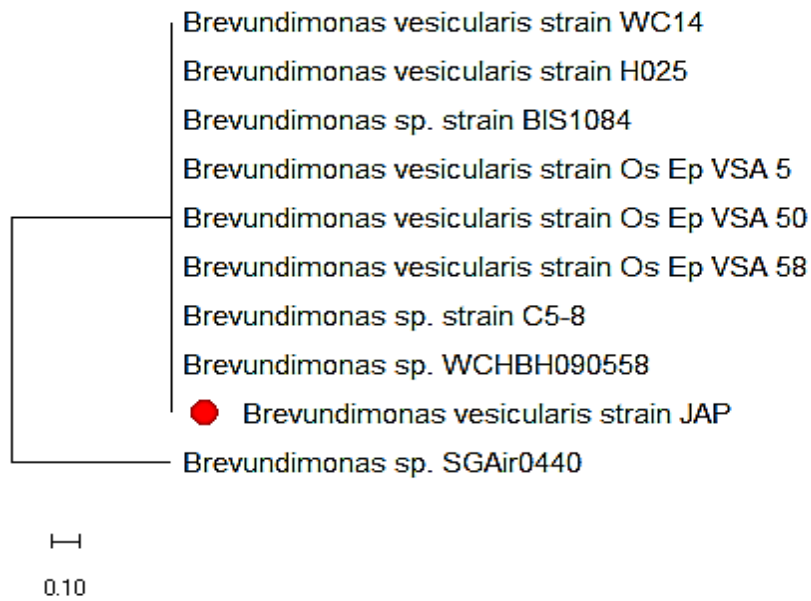 Brevundimonas vesicularis strain WC14
Brevundimonas vesicularis strain H025
Brevundimonas sp. strain BIS1084
Brevundimonas vesicularis strain Os Ep VSA 5
Brevundimonas vesicularis strain Os Ep VSA 50
Brevundimonas vesicularis strain Os Ep VSA 58
Brevundimonas sp. strain C5-8
Brevundimonas sp. WCHBH090558
Brevundimonas vesicularis strain JAP
Brevundimonas sp. SGAir0440
0.10